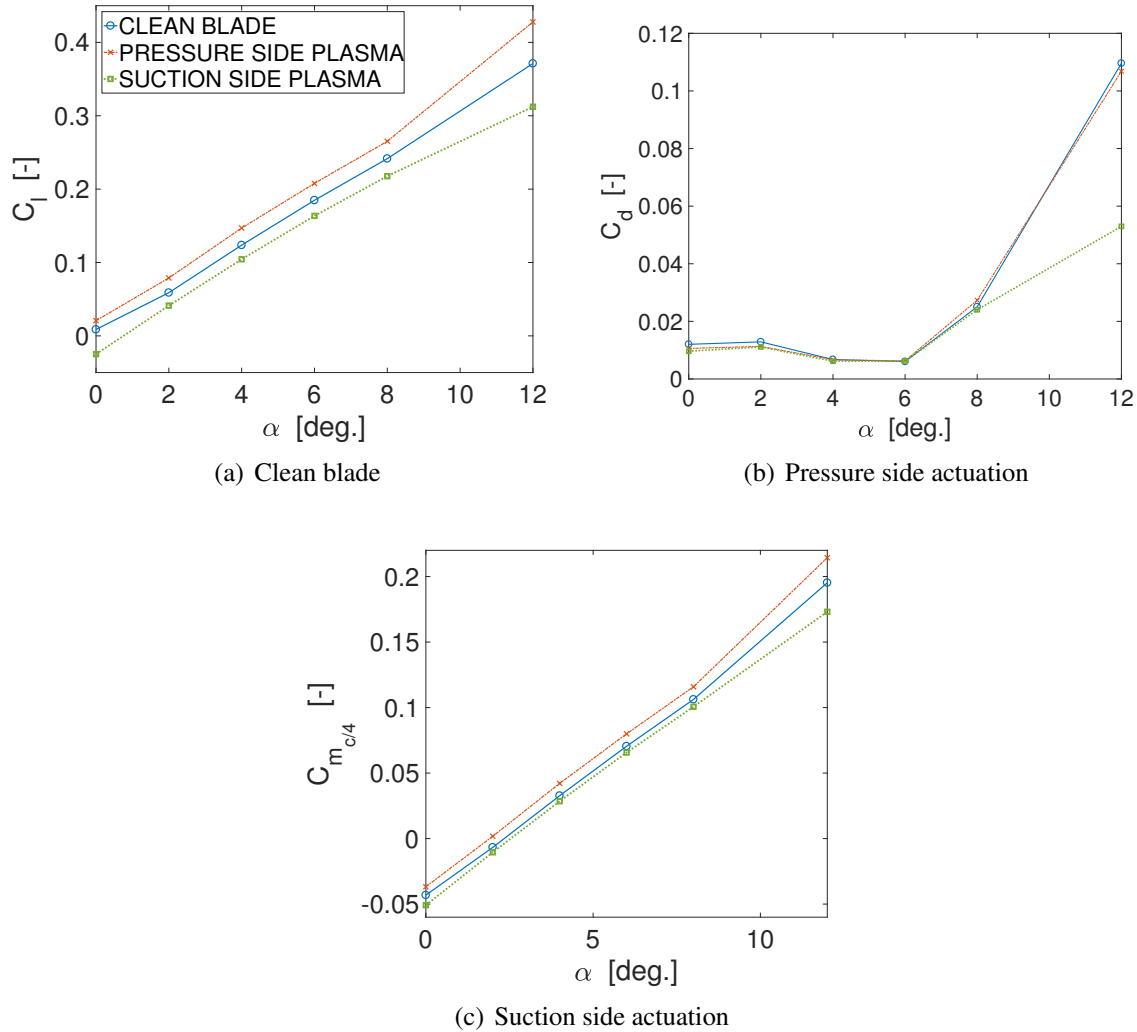 CLEAN BLADE
PRESSURE SIDE PLASMA
SUCTION SIDE PLASMA
0.4
0.3
0.2
0.1
0
C_l [-]
0 2 4 6 8 10 12
α [deg.]
(a) Clean blade
0.12
0.1
0.08
0.06
0.04
0.02
0
C_d [-]
0 2 4 6 8 10 12
α [deg.]
(b) Pressure side actuation
0.2
0.15
0.1
0.05
0
-0.05
C_{m_{c/4}} [-]
0 5 10
α [deg.]
(c) Suction side actuation